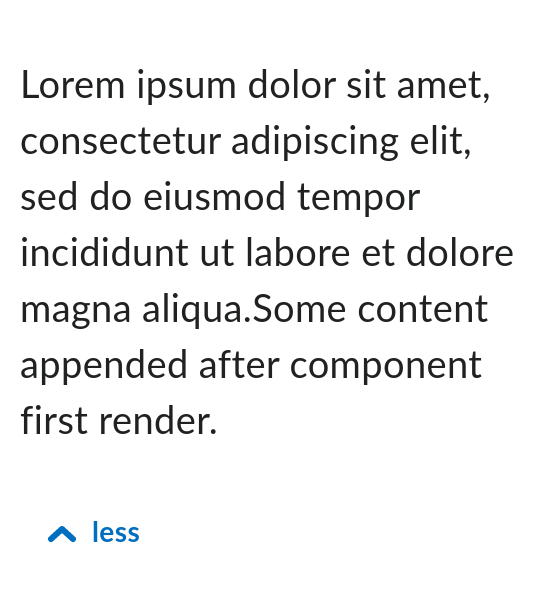 Lorem ipsum dolor sit amet,
consectetur adipiscing elit,
sed do eiusmod tempor
incididunt ut labore et dolore
magna aliqua.Some content
appended after component
first render.
less